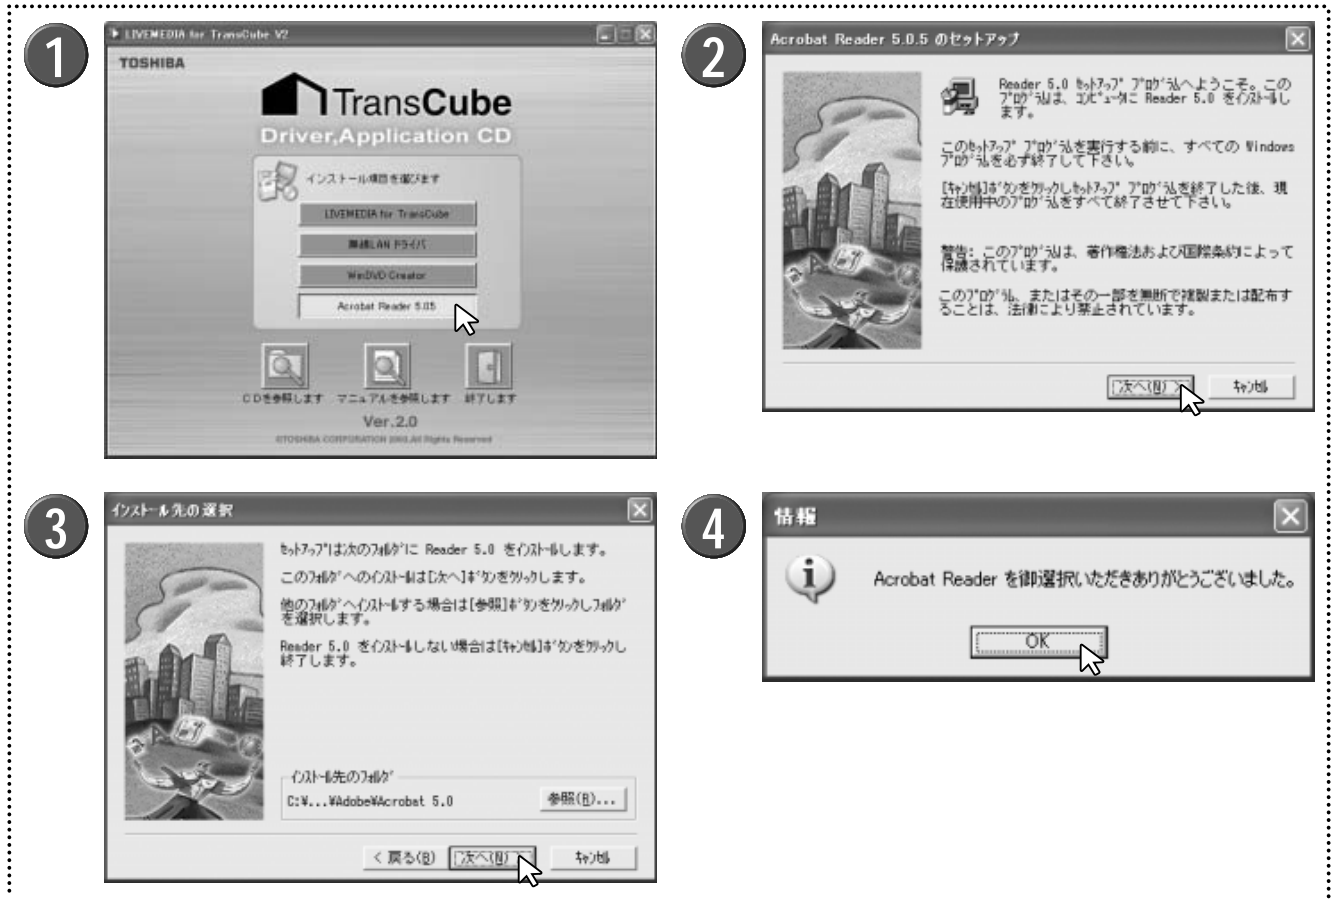 1
LIVEMEDIA for TransCube V2
TOSHIBA
TransCube
Driver,Application CD
インストール項目を選びます
LIVEMEDIA for TransCube
無線LAN ドライバ
WinDVD Creator
Acrobat Reader 5.05
CDを参照します マニュアルを参照します 終了します
Ver.2.0
©TOSHIBA CORPORATION All Rights Reserved
2
Acrobat Reader 5.0.5 のセットアップ
Reader 5.0 ｾｯﾄｱｯﾌﾟ ﾌﾟﾛｸﾞﾗﾑへようこそ。この
ﾌﾟﾛｸﾞﾗﾑは、ｺﾝﾋﾟｭｰﾀに Reader 5.0 をｲﾝｽﾄｰﾙし
ます。
このｾｯﾄｱｯﾌﾟ ﾌﾟﾛｸﾞﾗﾑを実行する前に、すべての Windows
ﾌﾟﾛｸﾞﾗﾑを必ず終了して下さい。
[ｷｬﾝｾﾙ]ﾎﾞﾀﾝをｸﾘｯｸしｾｯﾄｱｯﾌﾟ ﾌﾟﾛｸﾞﾗﾑを終了した後、現
在使用中のﾌﾟﾛｸﾞﾗﾑをすべて終了させて下さい。
警告: このﾌﾟﾛｸﾞﾗﾑは、著作権法および国際条約によって
保護されています。
このﾌﾟﾛｸﾞﾗﾑ、またはその一部を無断で複製または配布す
ることは、法律により禁止されています。
次へ(N) > ｷｬﾝｾﾙ
3
ｲﾝｽﾄｰﾙ先の選択
ｾｯﾄｱｯﾌﾟは次のﾌｫﾙﾀﾞに Reader 5.0 をｲﾝｽﾄｰﾙします。
このﾌｫﾙﾀﾞへのｲﾝｽﾄｰﾙは[次へ]ﾎﾞﾀﾝをｸﾘｯｸします。
他のﾌｫﾙﾀﾞへｲﾝｽﾄｰﾙする場合は[参照]ﾎﾞﾀﾝをｸﾘｯｸしﾌｫﾙﾀﾞ
を選択します。
Reader 5.0 をｲﾝｽﾄｰﾙしない場合は[ｷｬﾝｾﾙ]ﾎﾞﾀﾝをｸﾘｯｸし
終了します。
ｲﾝｽﾄｰﾙ先のﾌｫﾙﾀﾞ
C:¥...¥Adobe¥Acrobat 5.0 参照(R)...
< 戻る(B) 次へ(N) > ｷｬﾝｾﾙ
4
情報
Acrobat Reader を御選択いただきありがとうございました。
OK